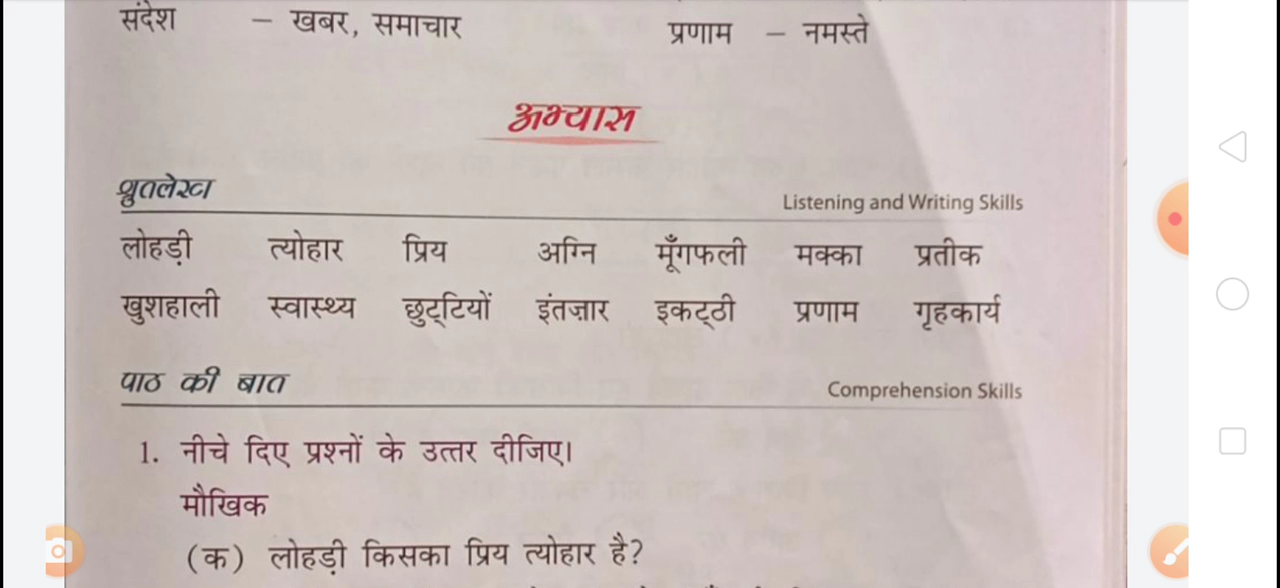 संदेश – खबर, समाचार प्रणाम – नमस्ते
अभ्यास
श्रुतलेख Listening and Writing Skills
लोहड़ी त्योहार प्रिय अग्नि मूँगफली मक्का प्रतीक
खुशहाली स्वास्थ्य छुट्टियों इंतज़ार इकट्ठी प्रणाम गृहकार्य
पाठ की बात Comprehension Skills
1. नीचे दिए प्रश्नों के उत्तर दीजिए।
मौखिक
(क) लोहड़ी किसका प्रिय त्योहार है?